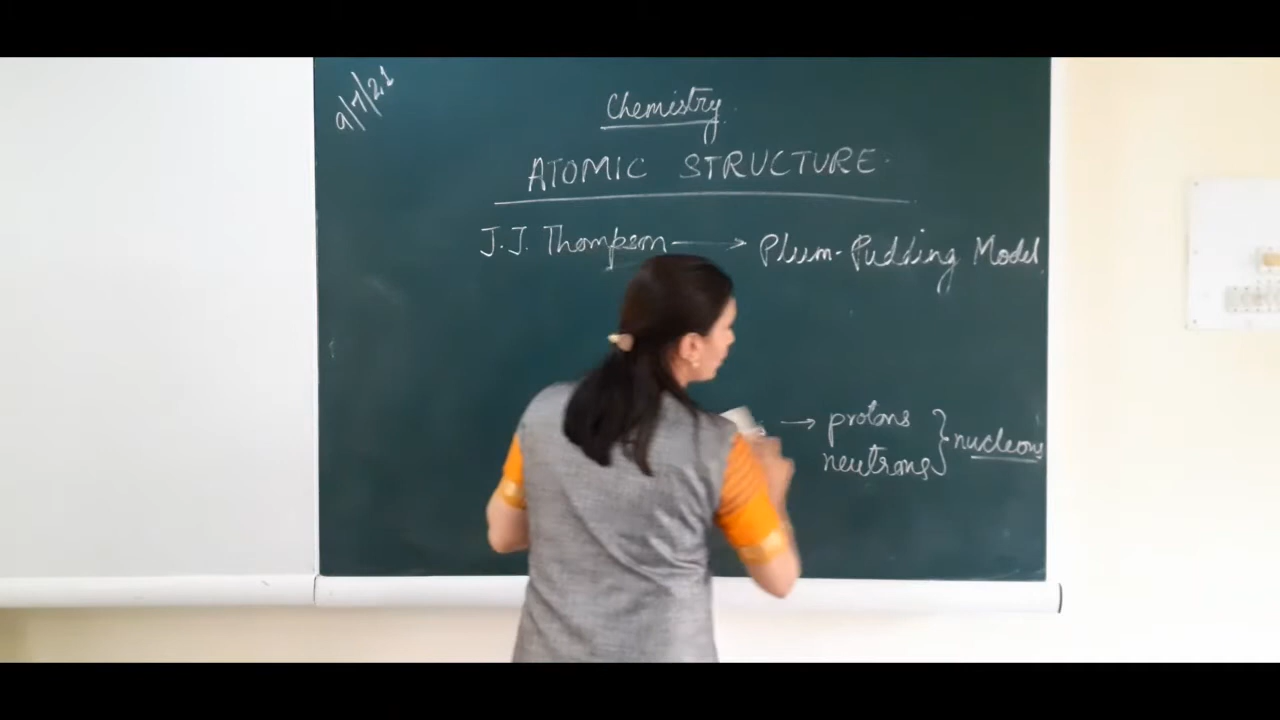 9/7/21
Chemistry.
ATOMIC STRUCTURE.
J.J. Thompson → Plum-Pudding Model.
→ protons
neutrons } nucleons